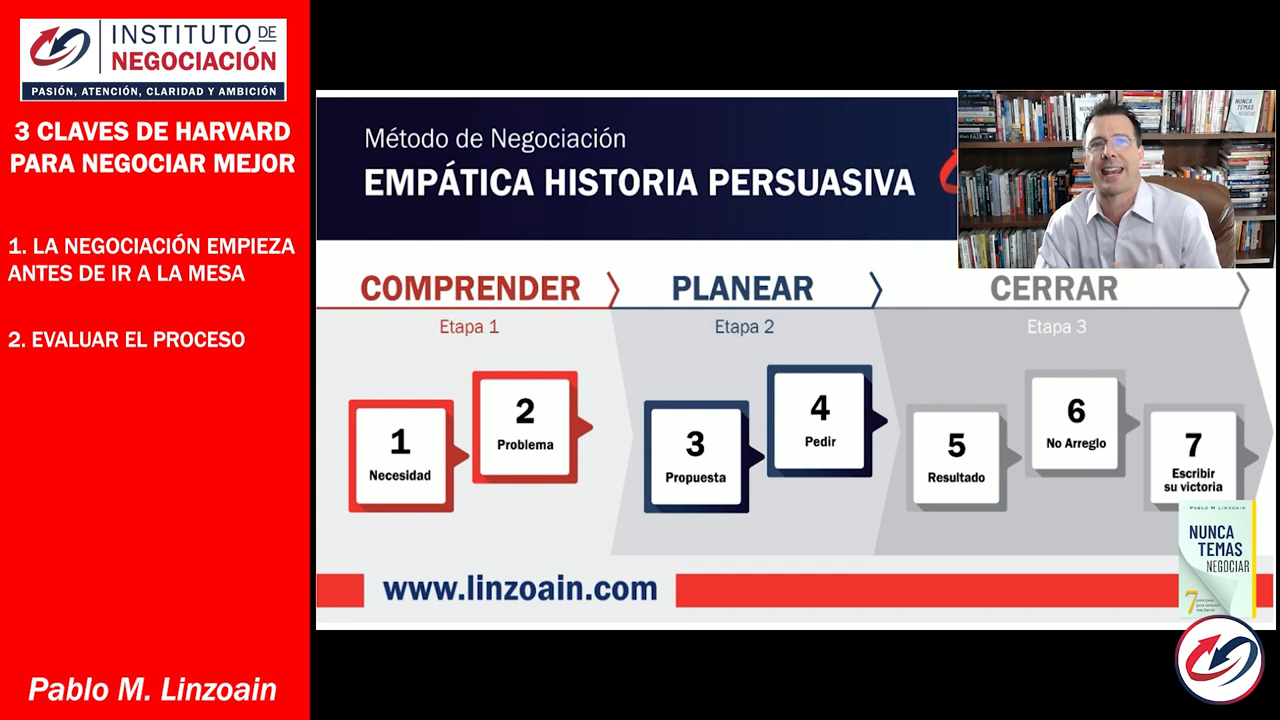 INSTITUTO DE
NEGOCIACIÓN
PASIÓN, ATENCIÓN, CLARIDAD Y AMBICIÓN
3 CLAVES DE HARVARD
PARA NEGOCIAR MEJOR
1. LA NEGOCIACIÓN EMPIEZA
ANTES DE IR A LA MESA
2. EVALUAR EL PROCESO
Pablo M. Linzoain
Método de Negociación
EMPÁTICA HISTORIA PERSUASIVA
COMPRENDER
Etapa 1
PLANEAR
Etapa 2
CERRAR
Etapa 3
1
Necesidad
2
Problema
3
Propuesta
4
Pedir
5
Resultado
6
No Arreglo
7
Escribir
su victoria
www.linzoain.com
PABLO M LINZOAIN
NUNCA
TEMAS
NEGOCIAR
7